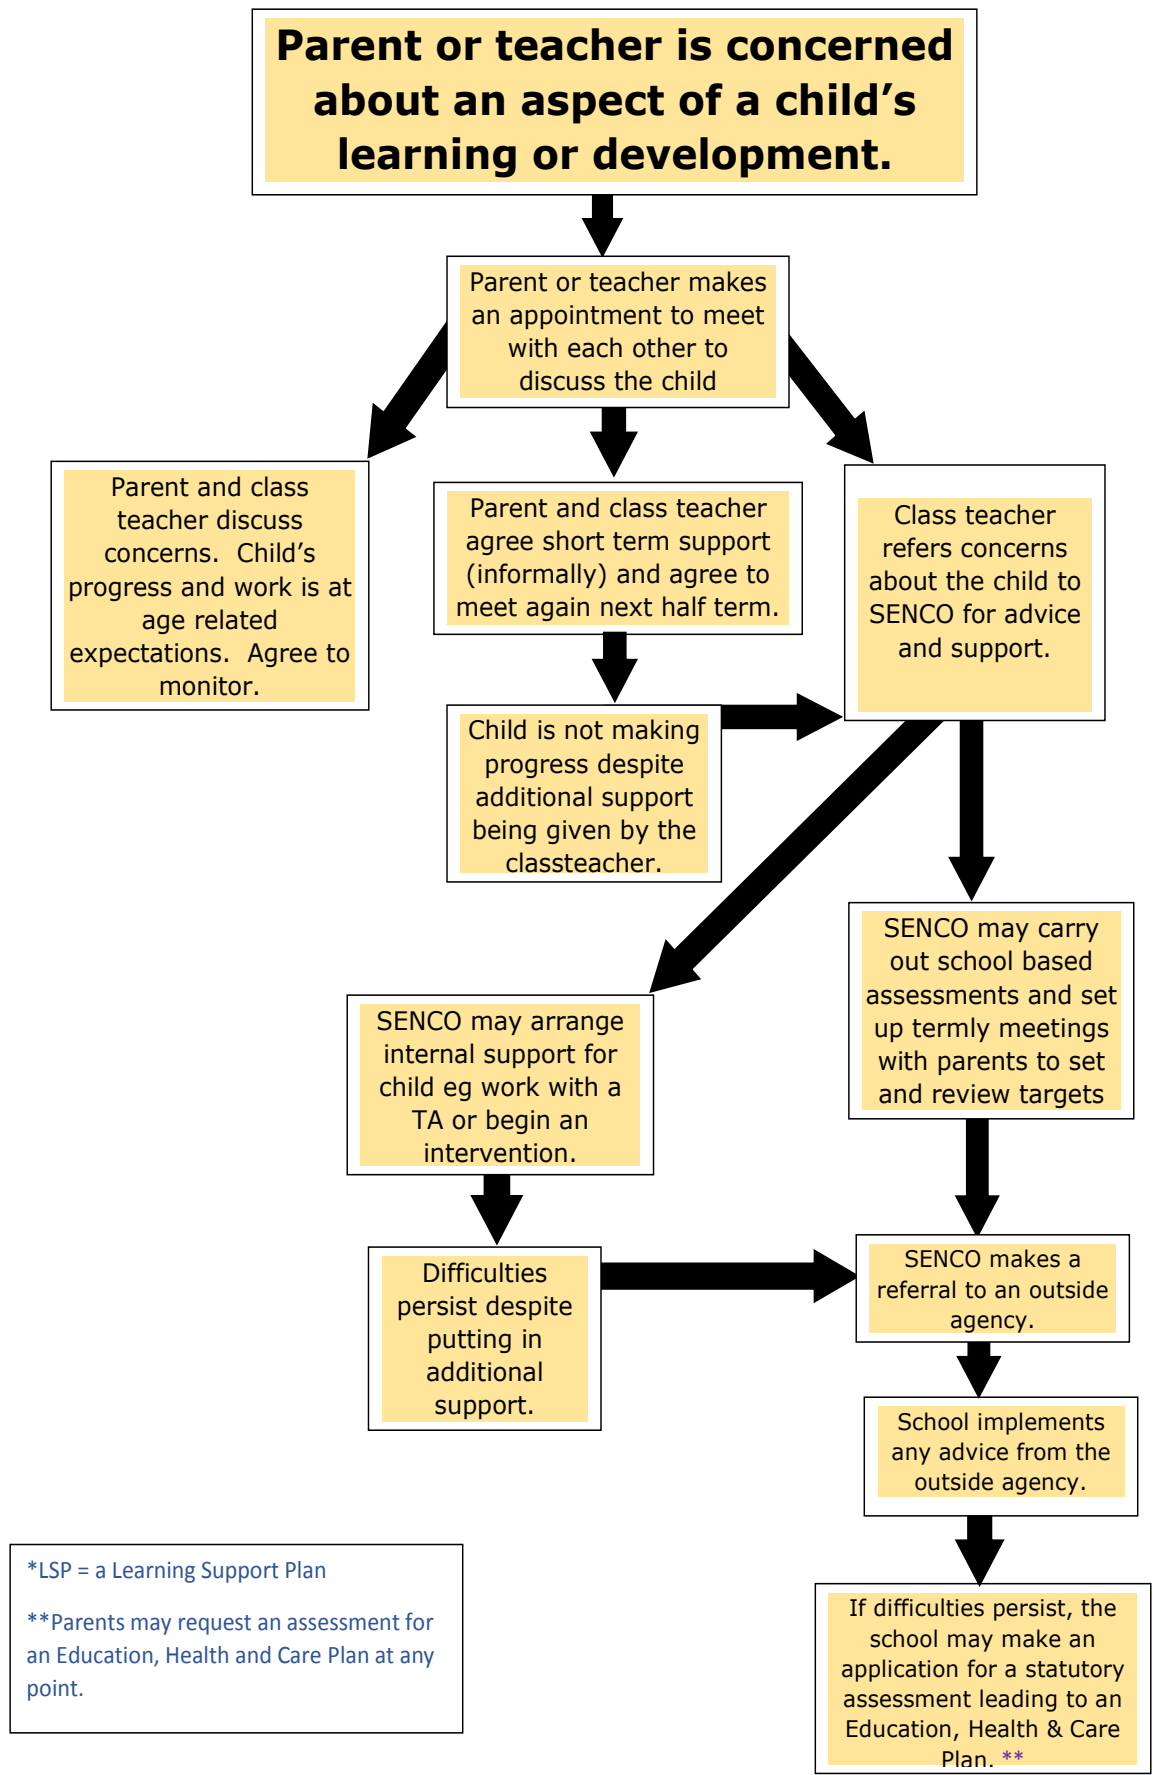 Parent or teacher is concerned
about an aspect of a child’s
learning or development.
Parent or teacher makes
an appointment to meet
with each other to
discuss the child
Parent and class
teacher discuss
concerns.  Child’s
progress and work is at
age related
expectations.  Agree to
monitor.
Parent and class teacher
agree short term support
(informally) and agree to
meet again next half term.
Class teacher
refers concerns
about the child to
SENCO for advice
and support.
Child is not making
progress despite
additional support
being given by the
classteacher.
SENCO may carry
out school based
assessments and set
up termly meetings
with parents to set
and review targets
SENCO may arrange
internal support for
child eg work with a
TA or begin an
intervention.
Difficulties
persist despite
putting in
additional
support.
SENCO makes a
referral to an outside
agency.
School implements
any advice from the
outside agency.
If difficulties persist, the
school may make an
application for a statutory
assessment leading to an
Education, Health & Care
Plan. **
*LSP = a Learning Support Plan
**Parents may request an assessment for
an Education, Health and Care Plan at any
point.